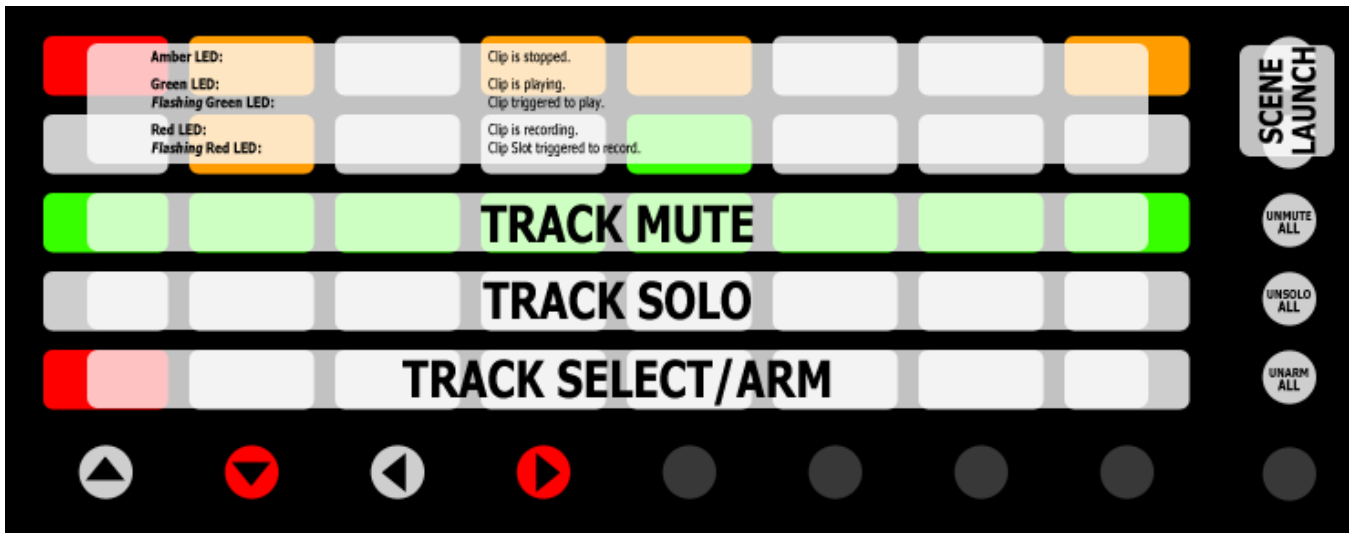 Amber LED: Clip is stopped.
Green LED: Clip is playing.
Flashing Green LED: Clip triggered to play.
Red LED: Clip is recording.
Flashing Red LED: Clip Slot triggered to record.
SCENE
LAUNCH
TRACK MUTE
UNMUTE
ALL
TRACK SOLO
UNSOLO
ALL
TRACK SELECT/ARM
UNARM
ALL